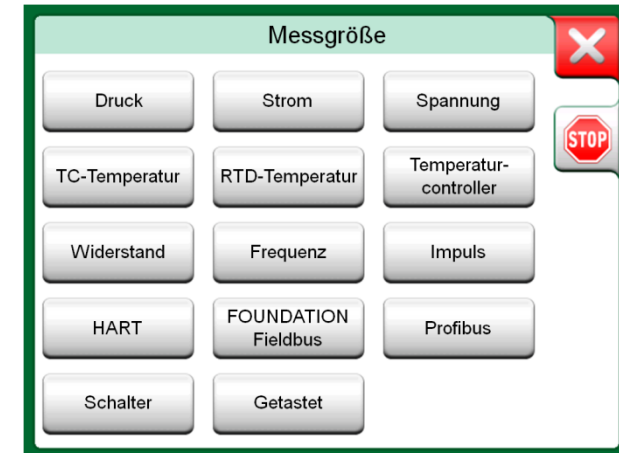 Messgröße
Druck
Strom
Spannung
STOP
TC-Temperatur
RTD-Temperatur
Temperatur-
controller
Widerstand
Frequenz
Impuls
HART
FOUNDATION
Fieldbus
Profibus
Schalter
Getastet